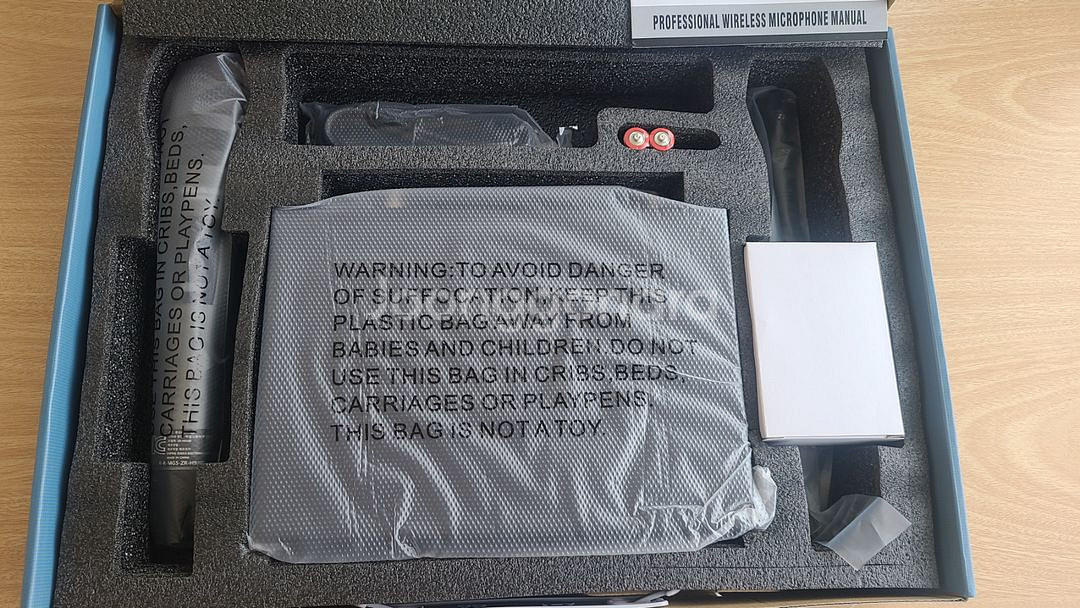 PROFESSIONAL WIRELESS MICROPHONE MANUAL
USE THIS BAG IN CRIBS,BEDS,
CARRIAGES OR PLAYPENS.
THIS BAG IS NOT A TOY.
WARNING:TO AVOID DANGER
OF SUFFOCATION,KEEP THIS
PLASTIC BAG AWAY FROM
BABIES AND CHILDREN.DO NOT
USE THIS BAG IN CRIBS,BEDS,
CARRIAGES OR PLAYPENS.
THIS BAG IS NOT A TOY.